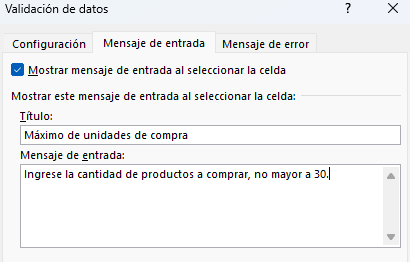 Validación de datos ?
Configuración Mensaje de entrada Mensaje de error
Mostrar mensaje de entrada al seleccionar la celda
Mostrar este mensaje de entrada al seleccionar la celda:
Título:
Máximo de unidades de compra
Mensaje de entrada:
Ingrese la cantidad de productos a comprar, no mayor a 30.